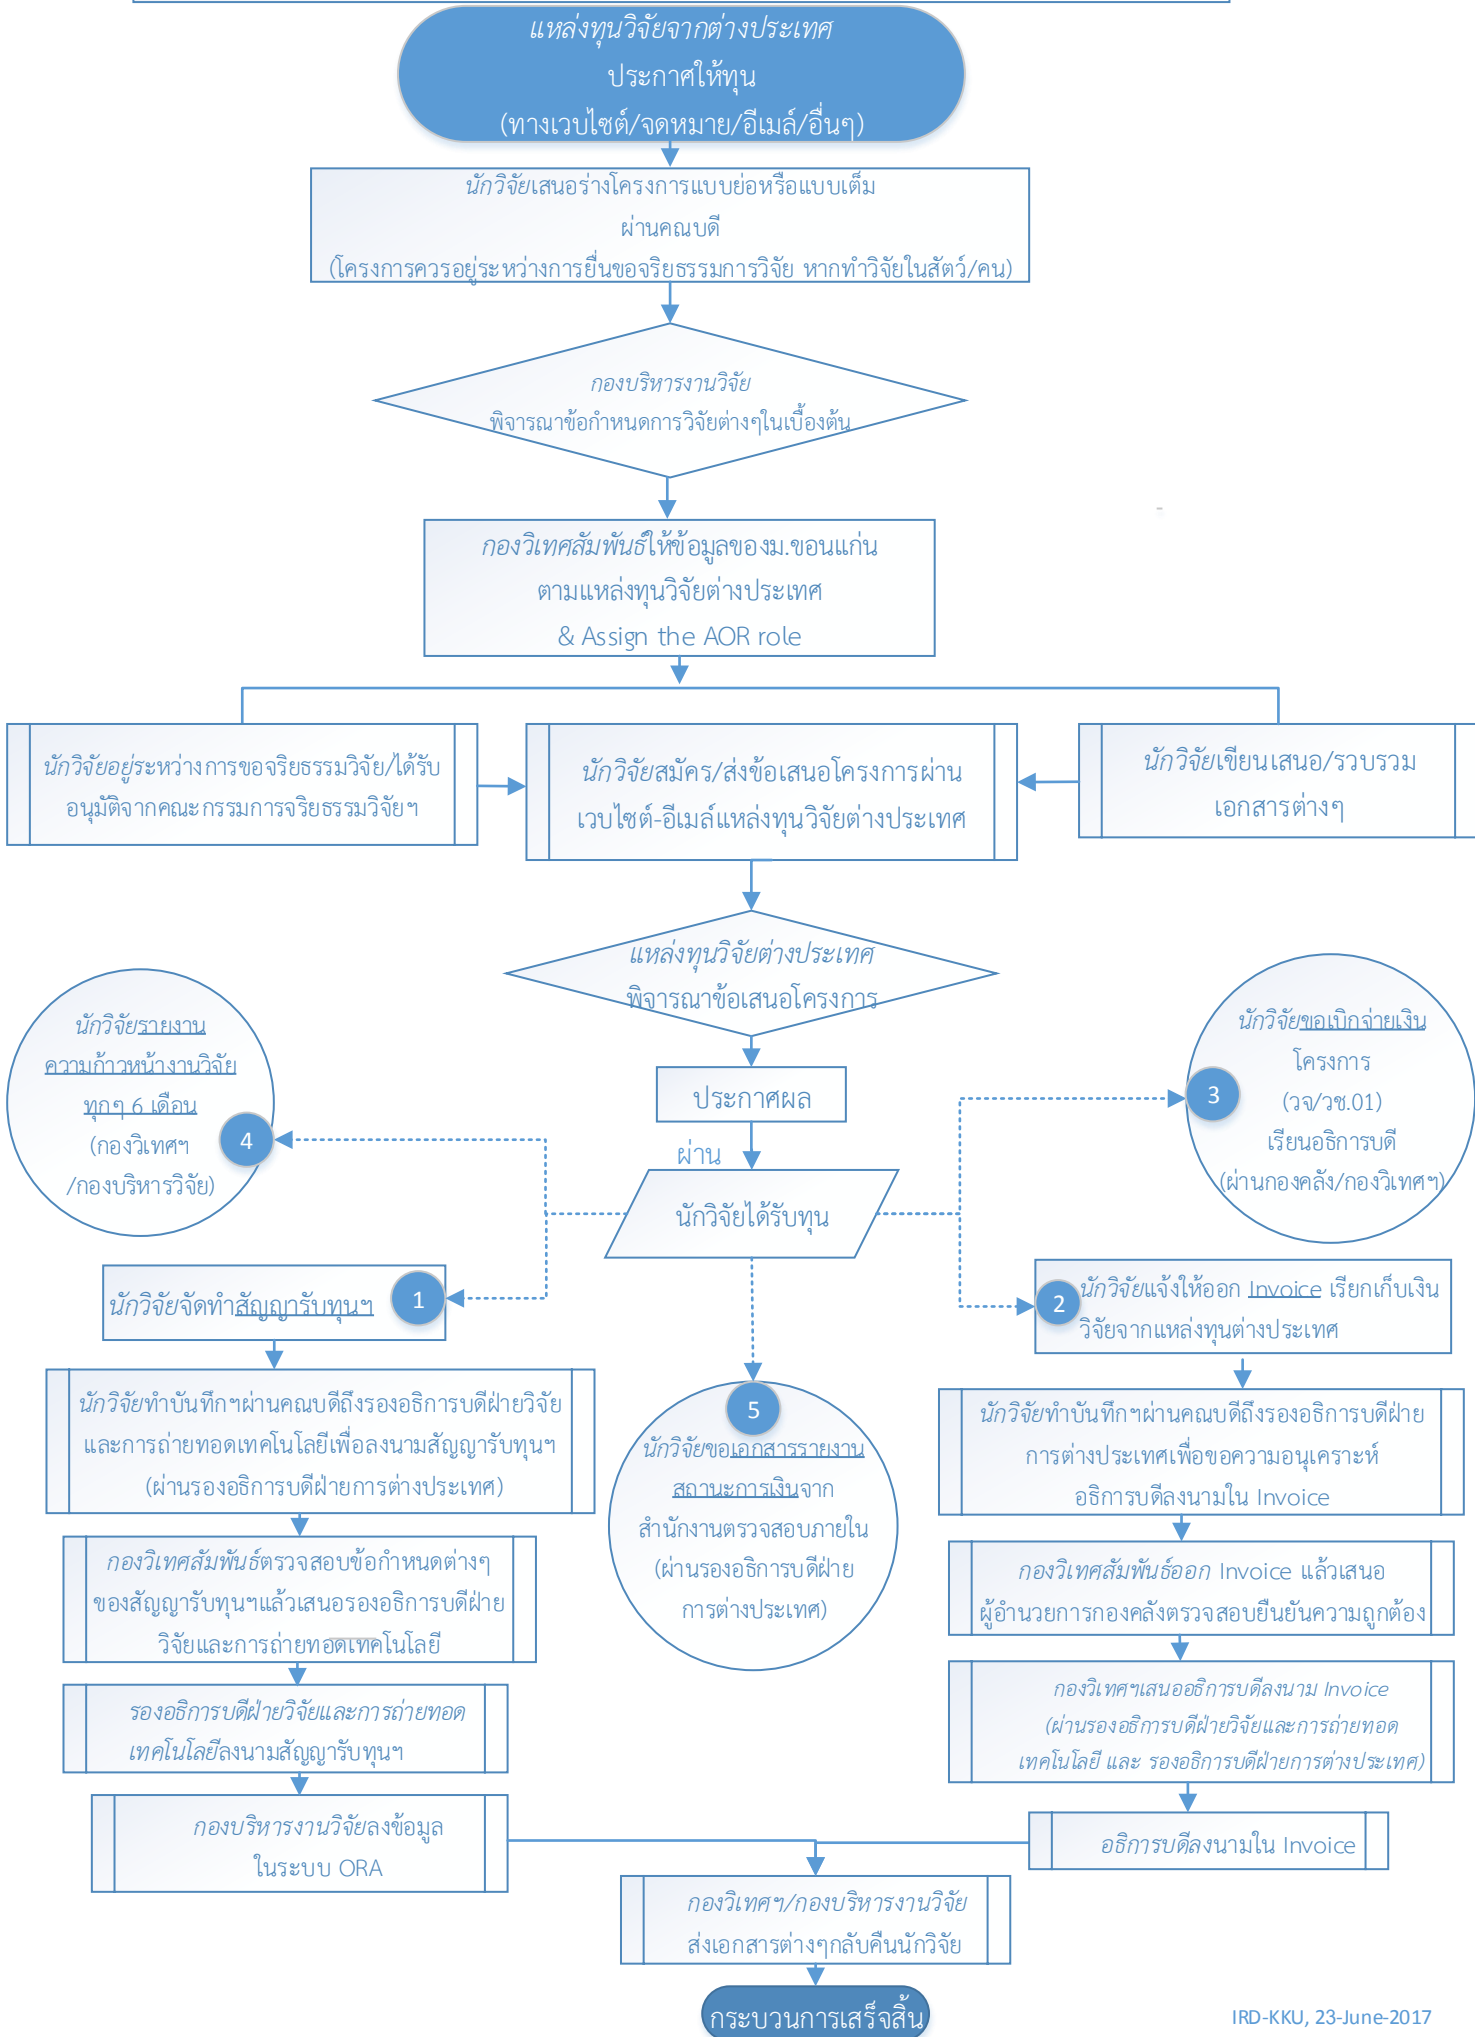 แหล่งทุนวิจัยจากต่างประเทศ
ประกาศให้ทุน
(ทางเวบไซต์/จดหมาย/อีเมล์/อื่นๆ)
นักวิจัยเสนอร่างโครงการแบบย่อหรือแบบเต็ม
ผ่านคณบดี
(โครงการควรอยู่ระหว่างการยื่นขอจริยธรรมการวิจัย หากทำวิจัยในสัตว์/คน)
กองบริหารงานวิจัย
พิจารณาข้อกำหนดการวิจัยต่างๆในเบื้องต้น
กองวิเทศสัมพันธ์ให้ข้อมูลของม.ขอนแก่น
ตามแหล่งทุนวิจัยต่างประเทศ
& Assign the AOR role
นักวิจัยอยู่ระหว่างการขอจริยธรรมวิจัย/ได้รับ
อนุมัติจากคณะกรรมการจริยธรรมวิจัยฯ
นักวิจัยสมัคร/ส่งข้อเสนอโครงการผ่าน
เวบไซต์-อีเมล์แหล่งทุนวิจัยต่างประเทศ
นักวิจัยเขียนเสนอ/รวบรวม
เอกสารต่างๆ
แหล่งทุนวิจัยต่างประเทศ
พิจารณาข้อเสนอโครงการ
ประกาศผล
ผ่าน
นักวิจัยได้รับทุน
นักวิจัยรายงาน
ความก้าวหน้างานวิจัย
ทุกๆ 6 เดือน
(กองวิเทศฯ
/กองบริหารวิจัย)
4
นักวิจัยขอเบิกจ่ายเงิน
โครงการ
(วจ/วช.01)
เรียนอธิการบดี
(ผ่านกองคลัง/กองวิเทศฯ)
3
นักวิจัยจัดทำสัญญารับทุนฯ
1
นักวิจัยทำบันทึกฯผ่านคณบดีถึงรองอธิการบดีฝ่ายวิจัย
และการถ่ายทอดเทคโนโลยีเพื่อลงนามสัญญารับทุนฯ
(ผ่านรองอธิการบดีฝ่ายการต่างประเทศ)
กองวิเทศสัมพันธ์ตรวจสอบข้อกำหนดต่างๆ
ของสัญญารับทุนฯแล้วเสนอรองอธิการบดีฝ่าย
วิจัยและการถ่ายทอดเทคโนโลยี
รองอธิการบดีฝ่ายวิจัยและการถ่ายทอด
เทคโนโลยีลงนามสัญญารับทุนฯ
กองบริหารงานวิจัยลงข้อมูล
ในระบบ ORA
5
นักวิจัยขอเอกสารรายงาน
สถานะการเงินจาก
สำนักงานตรวจสอบภายใน
(ผ่านรองอธิการบดีฝ่าย
การต่างประเทศ)
2
นักวิจัยแจ้งให้ออก Invoice เรียกเก็บเงิน
วิจัยจากแหล่งทุนต่างประเทศ
นักวิจัยทำบันทึกฯผ่านคณบดีถึงรองอธิการบดีฝ่าย
การต่างประเทศเพื่อขอความอนุเคราะห์
อธิการบดีลงนามใน Invoice
กองวิเทศสัมพันธ์ออก Invoice แล้วเสนอ
ผู้อำนวยการกองคลังตรวจสอบยืนยันความถูกต้อง
กองวิเทศฯเสนออธิการบดีลงนาม Invoice
(ผ่านรองอธิการบดีฝ่ายวิจัยและการถ่ายทอด
เทคโนโลยี และ รองอธิการบดีฝ่ายการต่างประเทศ)
อธิการบดีลงนามใน Invoice
กองวิเทศฯ/กองบริหารงานวิจัย
ส่งเอกสารต่างๆกลับคืนนักวิจัย
กระบวนการเสร็จสิ้น
IRD-KKU, 23-June-2017